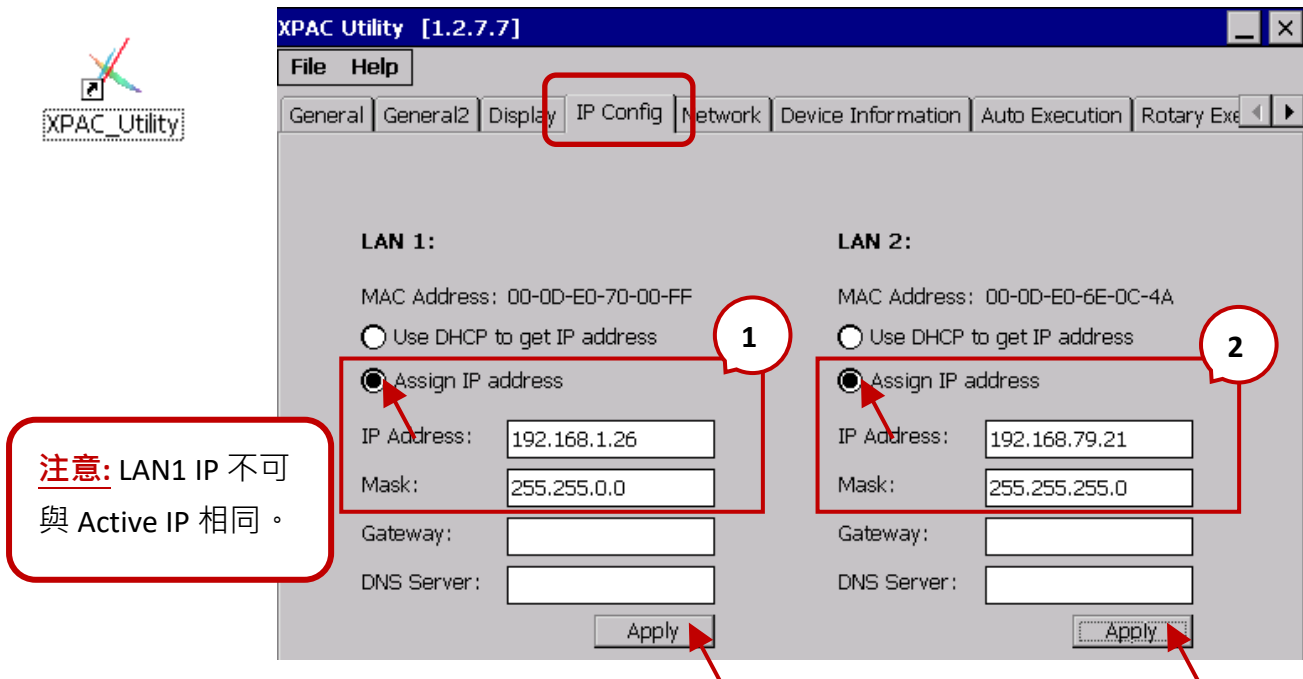 XPAC_Utility
XPAC Utility [1.2.7.7]
File Help
General General2 Display IP Config Network Device Information Auto Execution Rotary Exe
LAN 1:
MAC Address: 00-0D-E0-70-00-FF
Use DHCP to get IP address
1
Assign IP address
IP Address: 192.168.1.26
Mask: 255.255.0.0
Gateway:
DNS Server:
Apply
LAN 2:
MAC Address: 00-0D-E0-6E-0C-4A
Use DHCP to get IP address
2
Assign IP address
IP Address: 192.168.79.21
Mask: 255.255.255.0
Gateway:
DNS Server:
Apply
注意: LAN1 IP 不可
與 Active IP 相同。